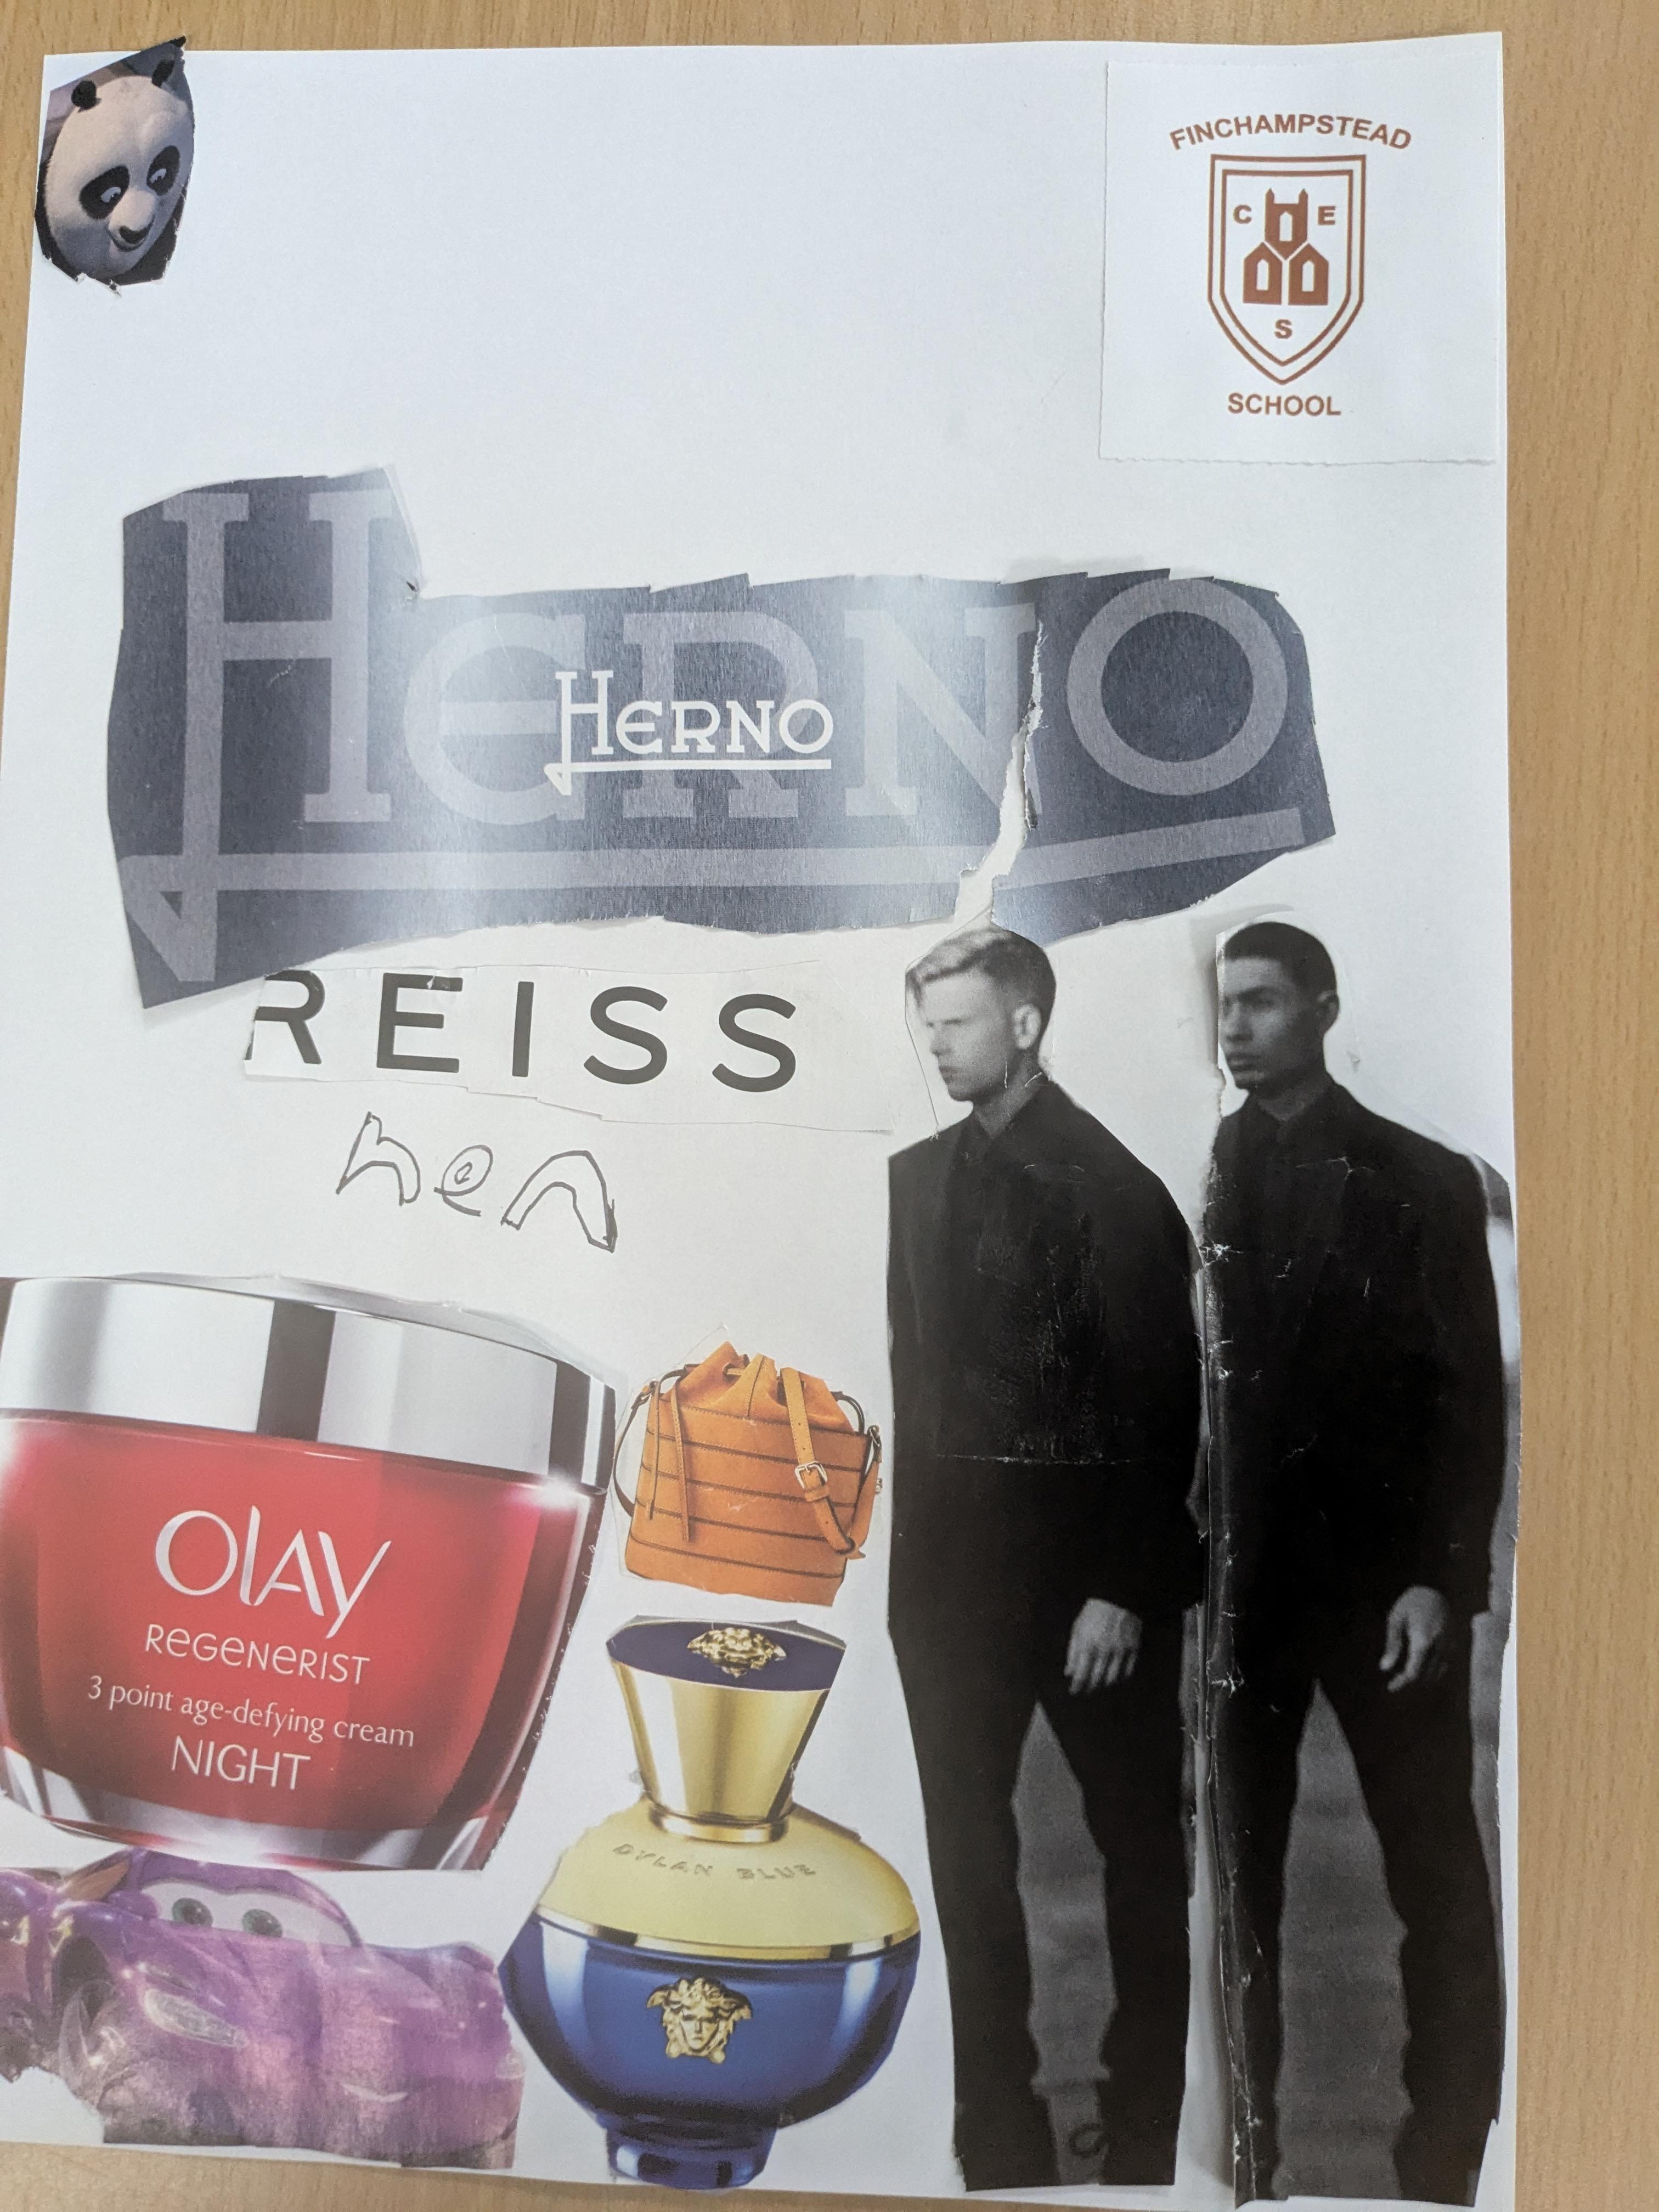 FINCHAMPSTEAD
C E
S
SCHOOL
HERNO
HERNO
REISS
hen
OLAY
REGENERIST
3 point age-defying cream
NIGHT
DYLAN BLUE